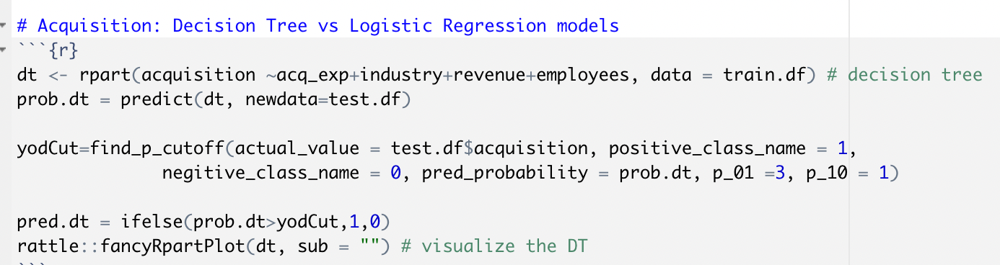 # Acquisition: Decision Tree vs Logistic Regression models
```{r}
dt <- rpart(acquisition ~acq_exp+industry+revenue+employees, data = train.df) # decision tree
prob.dt = predict(dt, newdata=test.df)
yodCut=find_p_cutoff(actual_value = test.df$acquisition, positive_class_name = 1,
negitive_class_name = 0, pred_probability = prob.dt, p_01 =3, p_10 = 1)
pred.dt = ifelse(prob.dt>yodCut,1,0)
rattle::fancyRpartPlot(dt, sub = "") # visualize the DT
```